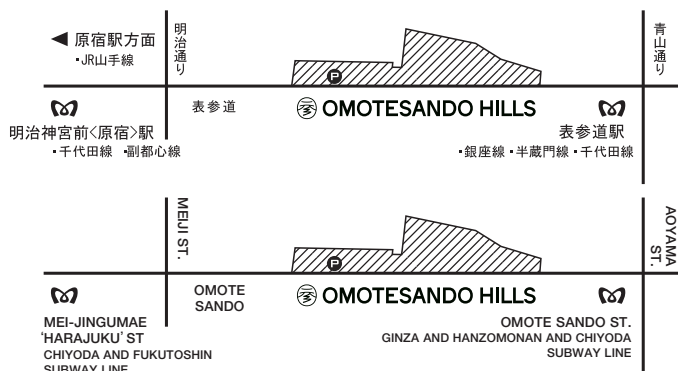 ◀ 原宿駅方面
・JR山手線
明治通り
青山通り
P
表参道
OMOTESANDO HILLS
明治神宮前<原宿>駅
・千代田線 ・副都心線
表参道駅
・銀座線・半蔵門線・千代田線
MEIJI ST.
AOYAMA ST.
P
OMOTE
SANDO
OMOTESANDO HILLS
MEI-JINGUMAE
'HARAJUKU' ST
CHIYODA AND FUKUTOSHIN
SUBWAY LINE
OMOTE SANDO ST.
GINZA AND HANZOMONAN AND CHIYODA
SUBWAY LINE